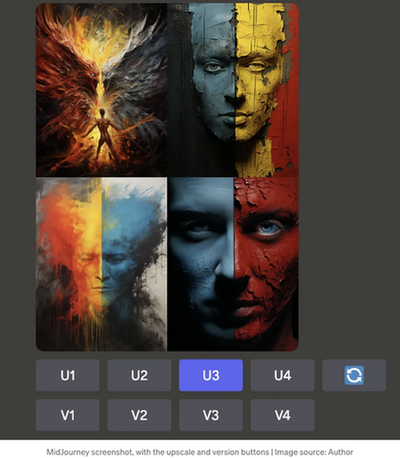 U1 U2 U3 U4
V1 V2 V3 V4
MidJourney screenshot, with the upscale and version buttons | Image source: Author